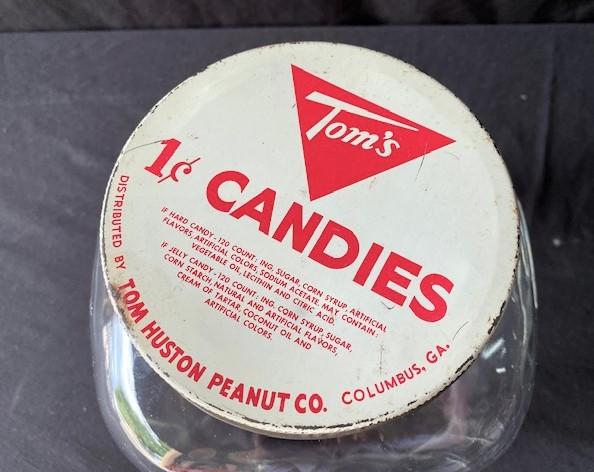 Tom's
1¢ CANDIES
IF HARD CANDY-120 COUNT: ING. SUGAR, CORN SYRUP, ARTIFICIAL
FLAVORS, ARTIFICIAL COLORS, SODIUM ACETATE. MAY CONTAIN:
VEGETABLE OIL, LECITHIN AND CITRIC ACID.
IF JELLY CANDY-120 COUNT: ING. CORN SYRUP SUGAR,
CORN STARCH, NATURAL AND ARTIFICIAL FLAVORS,
CREAM OF TARTAR, COCONUT OIL AND
ARTIFICIAL COLORS.
DISTRIBUTED BY TOM HUSTON PEANUT CO. COLUMBUS, GA.